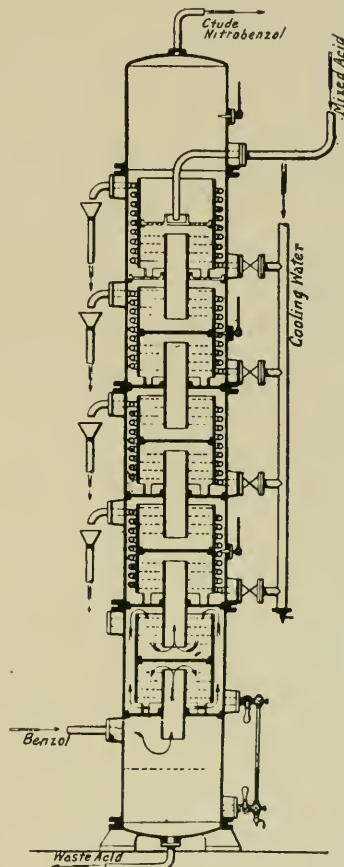 Ctude
Nitrobenzol
Mixed Acid
Cooling Water
Benzol
Waste Acid